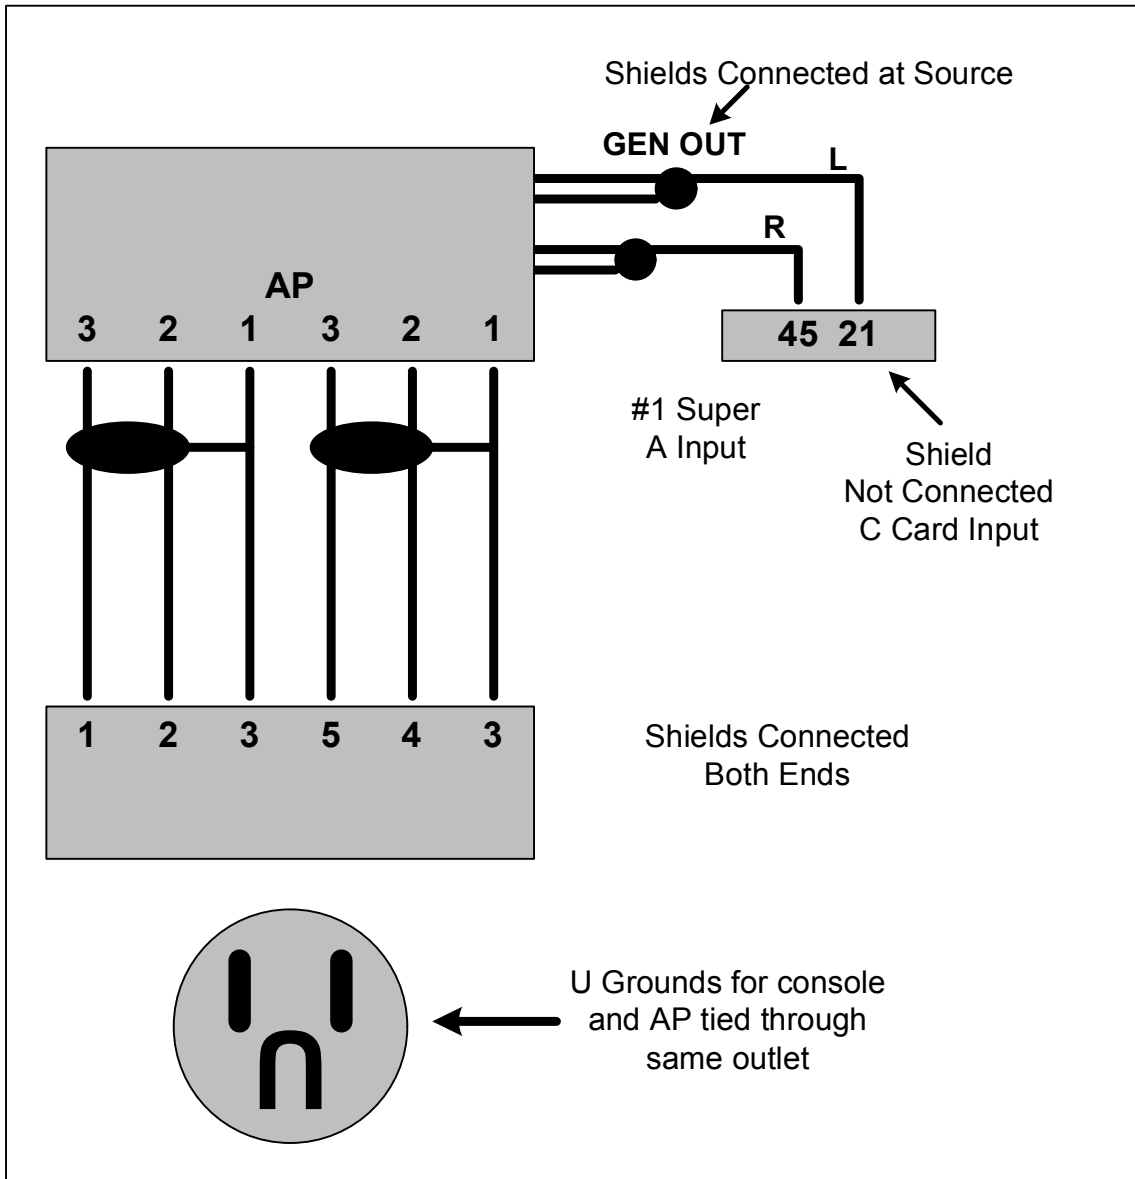 Shields Connected at Source
GEN OUT
L
R
AP
3 2 1 3 2 1
45 21
#1 Super
A Input
Shield
Not Connected
C Card Input
1 2 3 5 4 3
Shields Connected
Both Ends
U Grounds for console
and AP tied through
same outlet